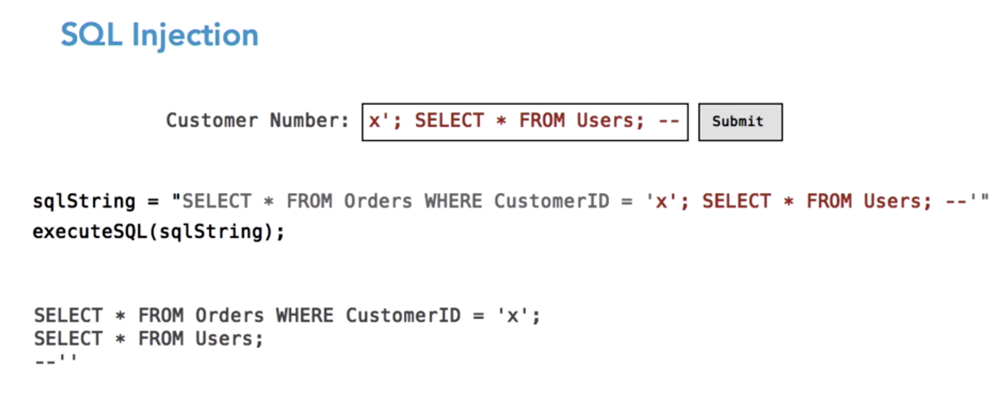 SQL Injection
Customer Number: x'; SELECT * FROM Users; -- Submit
sqlString = "SELECT * FROM Orders WHERE CustomerID = 'x'; SELECT * FROM Users; --'"
executeSQL(sqlString);
SELECT * FROM Orders WHERE CustomerID = 'x';
SELECT * FROM Users;
--''